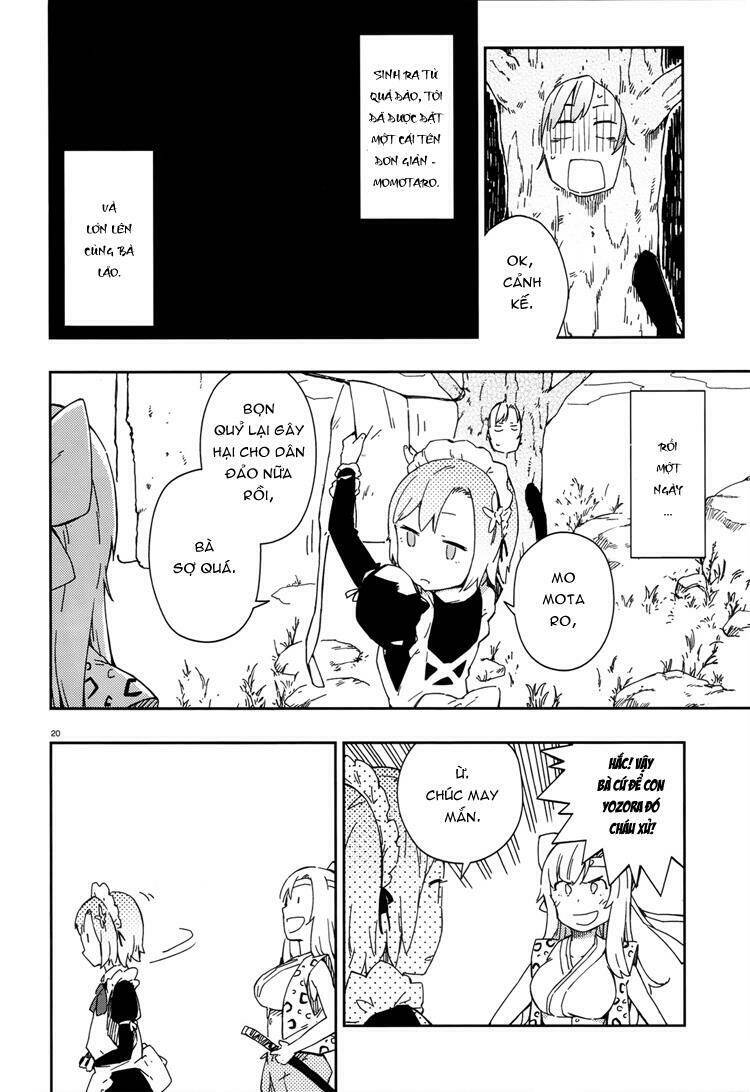 OK,
CẢNH
KẾ.
SINH RA TỪ
QUẢ ĐÀO, TÔI
ĐÃ ĐƯỢC ĐẶT
MỘT CÁI TÊN
ĐƠN GIẢN -
MOMOTARO.
VÀ
LỚN LÊN
CÙNG BÀ
LÃO.
RỒI
MỘT
NGÀY
...
MO
MOTA
RO,
BỌN
QUỶ LẠI GÂY
HẠI CHO DÂN
ĐẢO NỮA
RỒI,
BÀ
SỢ QUÁ.
20
HẮC! VẬY
BÀ CỨ ĐỂ CON
YOZORA ĐÓ
CHÁU XỬ!
Ừ.
CHÚC MAY
MẮN.